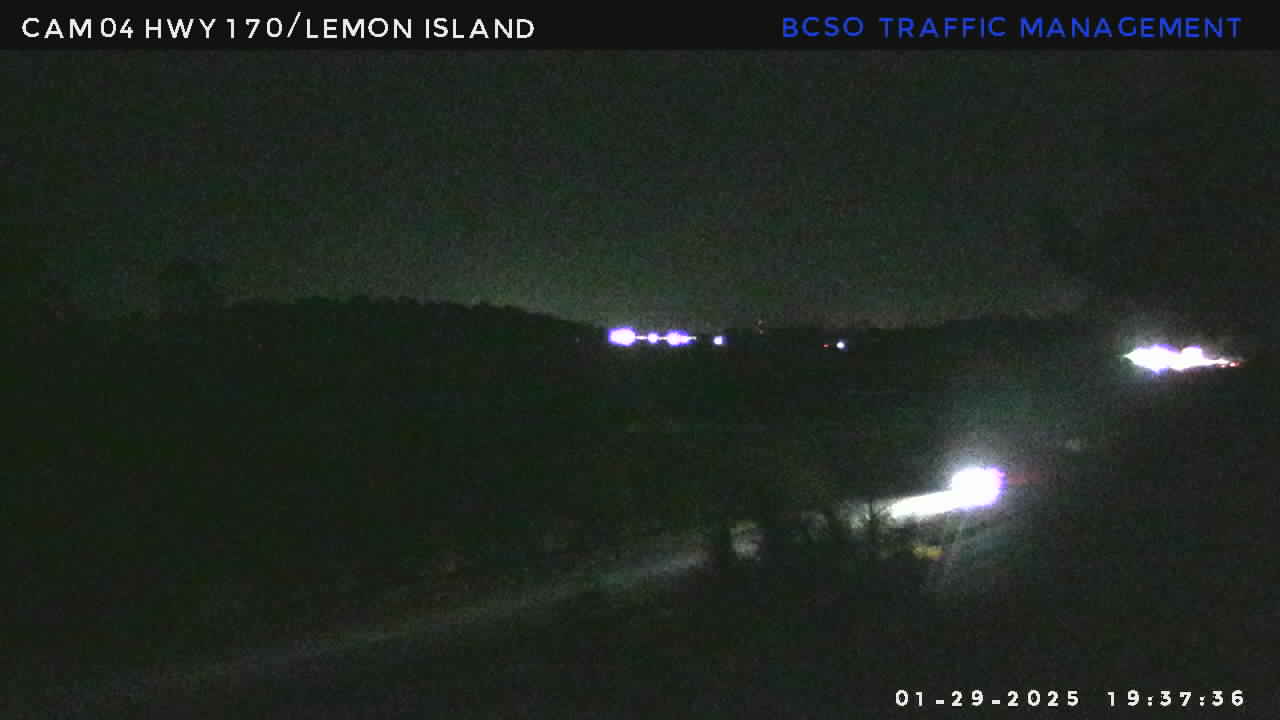 CAM04 HWY 170/LEMON ISLAND
BCSO TRAFFIC MANAGEMENT
01-29-2025 19:37:36